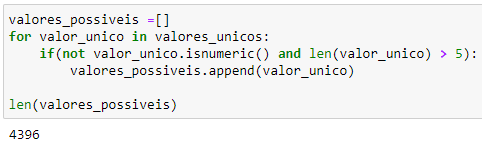 valores_possiveis =[]
for valor_unico in valores_unicos:
    if(not valor_unico.isnumeric() and len(valor_unico) > 5):
        valores_possiveis.append(valor_unico)

len(valores_possiveis)
4396